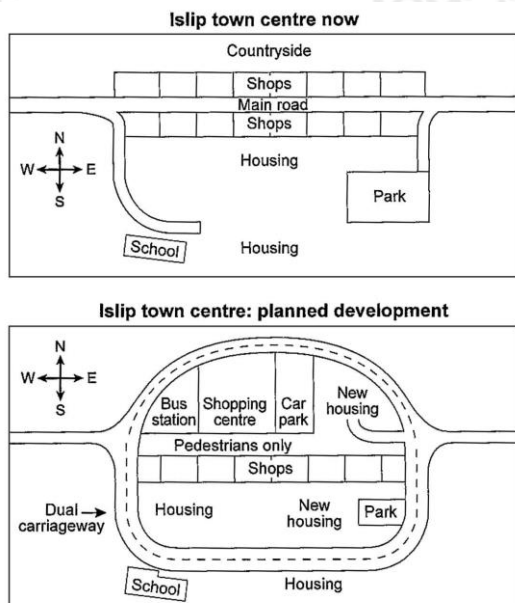 Islip town centre now
Countryside
Shops
Main road
Shops
N
W E
S
Housing
Park
School
Housing
Islip town centre: planned development
N
W E
S
Bus
station
Shopping
centre
Car
park
New
housing
Pedestrians only
Shops
Dual
carriageway
Housing
New
housing
Park
School
Housing